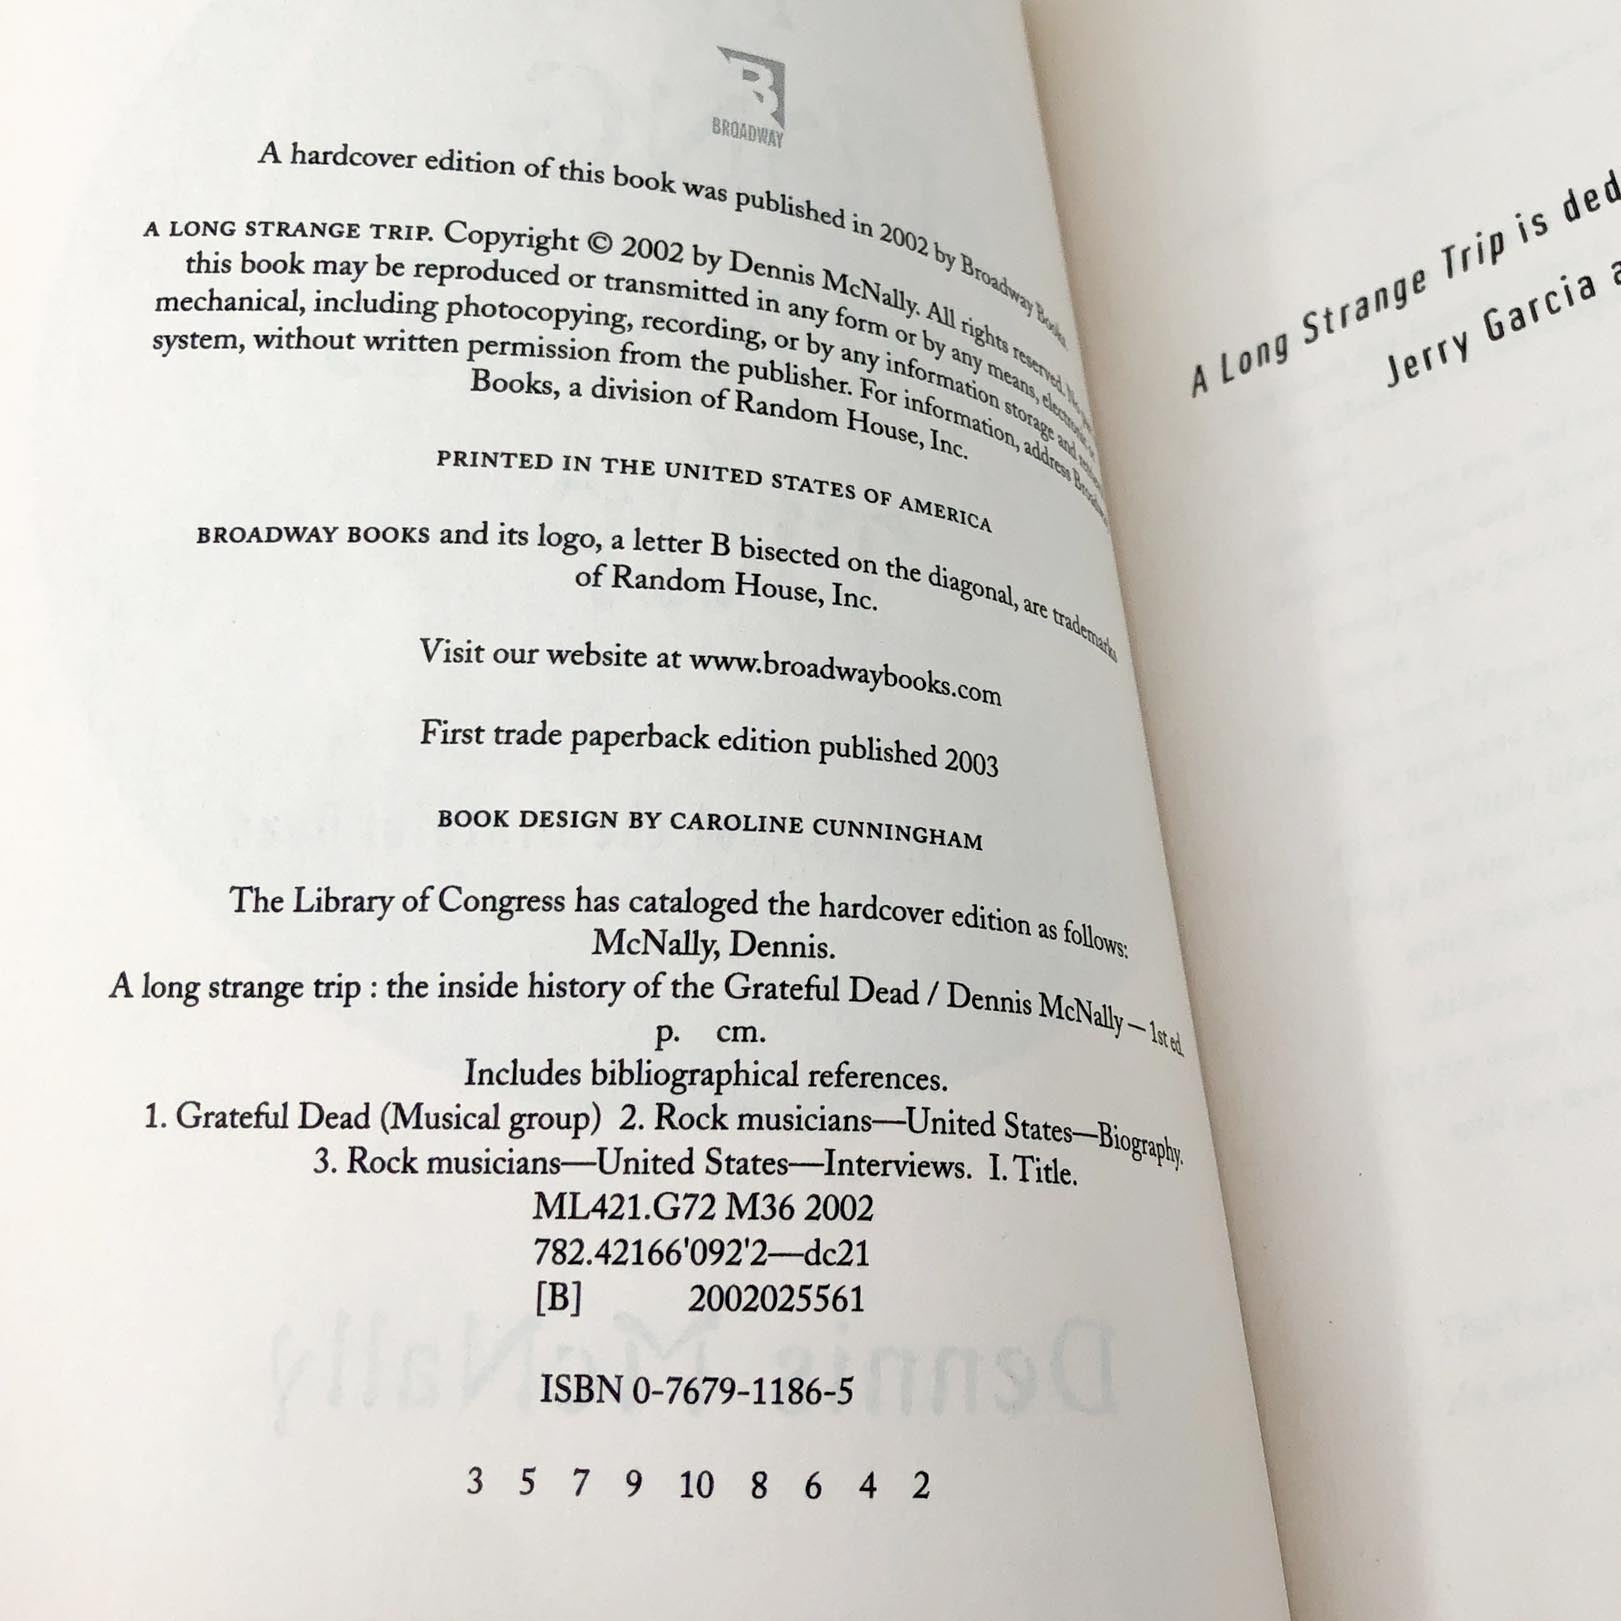 B
BROADWAY
A hardcover edition of this book was published in 2002 by Broadway Books.
A LONG STRANGE TRIP. Copyright © 2002 by Dennis McNally. All rights reserved. No part
this book may be reproduced or transmitted in any form or by any means, electronic or
mechanical, including photocopying, recording, or by any information storage and retrieval
system, without written permission from the publisher. For information, address Broadway
Books, a division of Random House, Inc.
PRINTED IN THE UNITED STATES OF AMERICA
BROADWAY BOOKS and its logo, a letter B bisected on the diagonal, are trademarks
of Random House, Inc.
Visit our website at www.broadwaybooks.com
First trade paperback edition published 2003
BOOK DESIGN BY CAROLINE CUNNINGHAM
The Library of Congress has cataloged the hardcover edition as follows:
McNally, Dennis.
A long strange trip : the inside history of the Grateful Dead / Dennis McNally — 1st ed.
p. cm.
Includes bibliographical references.
1. Grateful Dead (Musical group) 2. Rock musicians—United States—Biography.
3. Rock musicians—United States—Interviews. I. Title.
ML421.G72 M36 2002
782.42166'092'2—dc21
[B] 2002025561
ISBN 0-7679-1186-5
3 5 7 9 10 8 6 4 2
A Long Strange Trip is ded
Jerry Garcia a